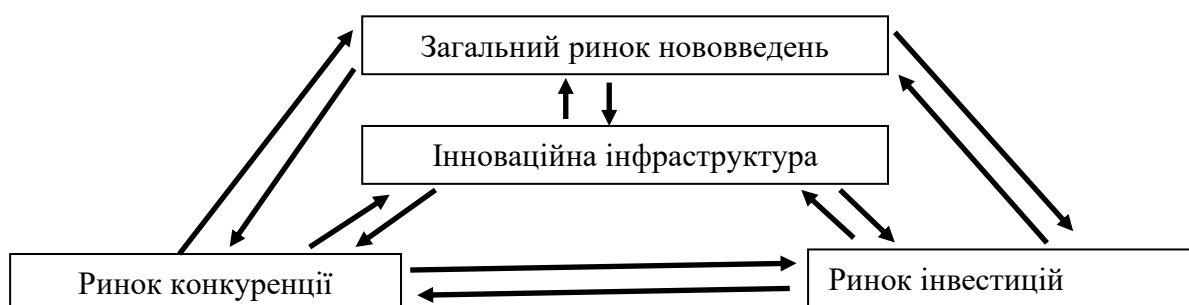 Загальний ринок нововведень
Інноваційна інфраструктура
Ринок конкуренції
Ринок інвестицій